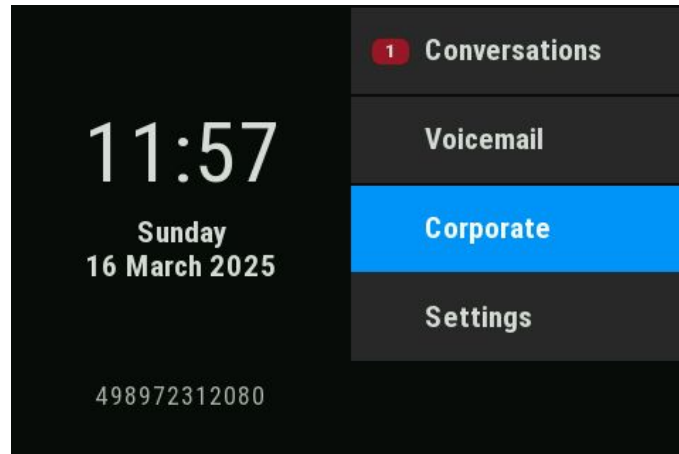 11:57
Sunday
16 March 2025
498972312080
1 Conversations
Voicemail
Corporate
Settings